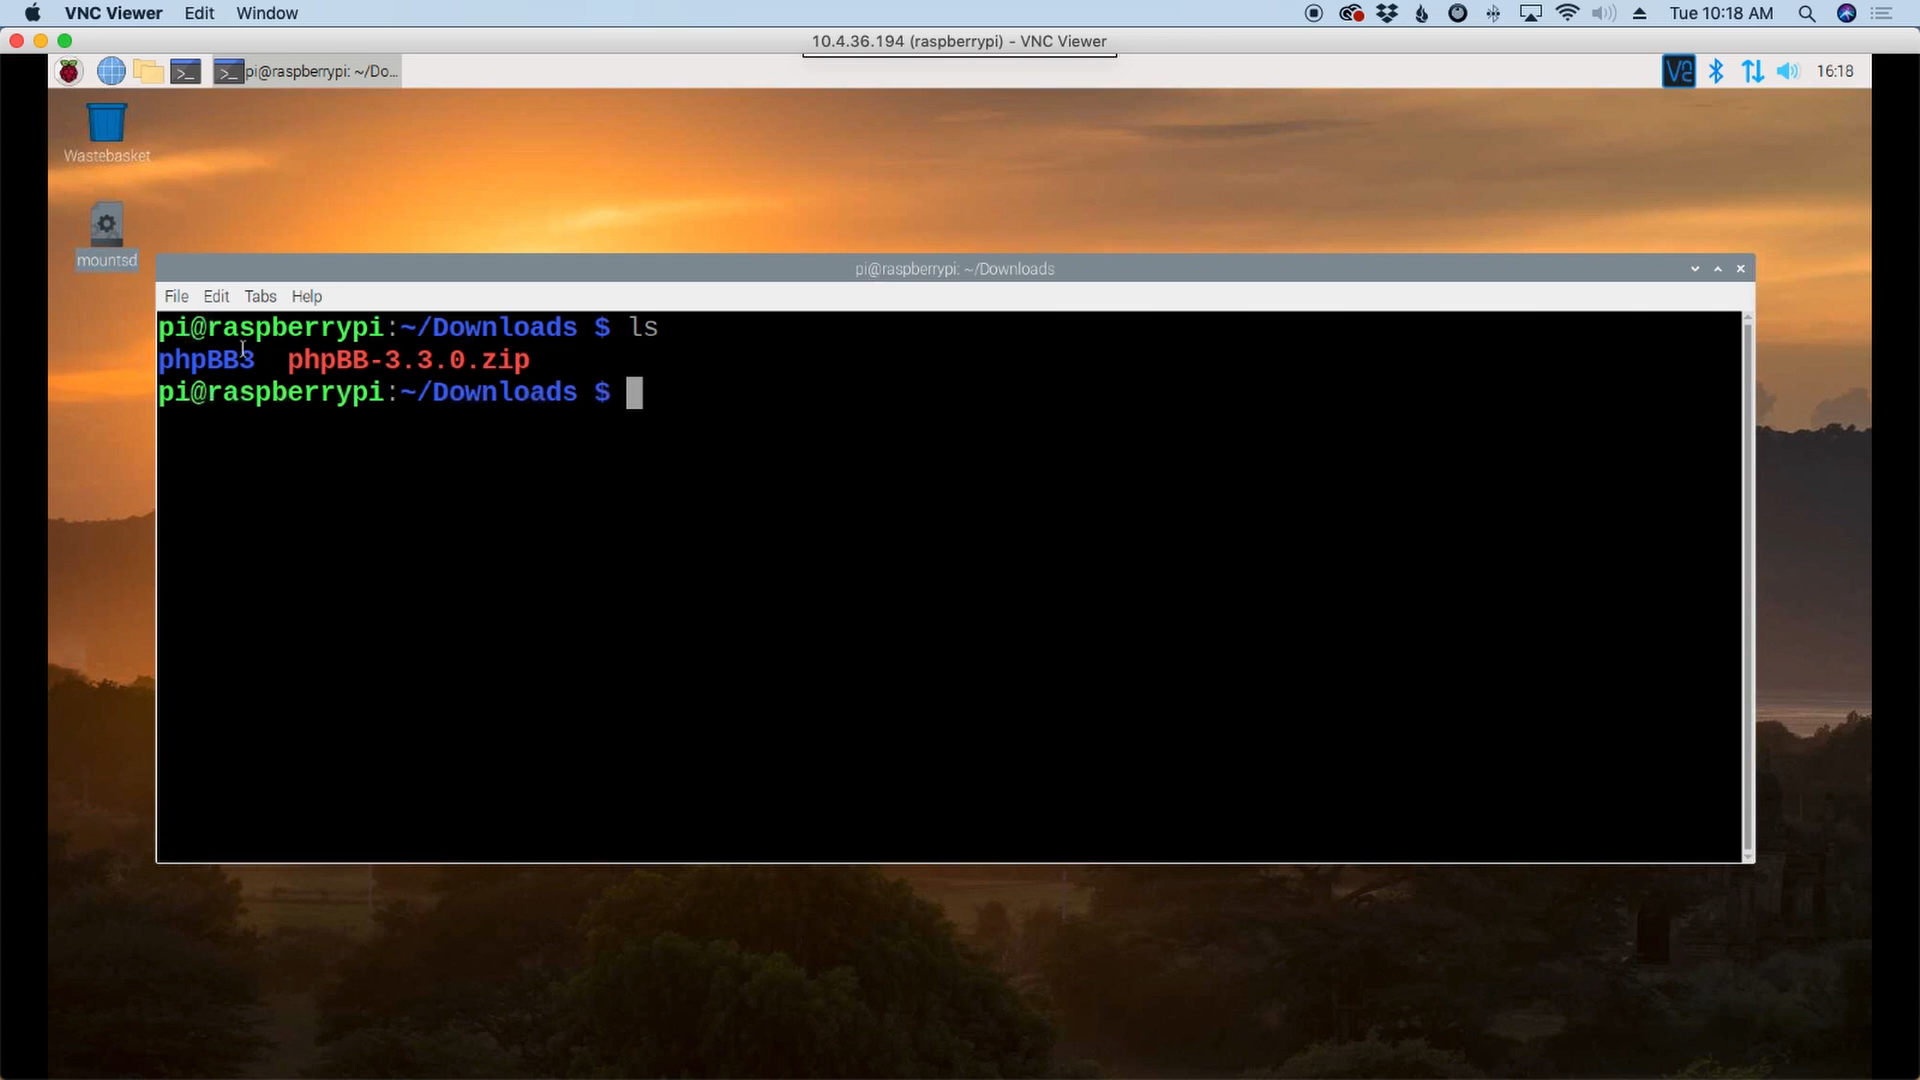 VNC Viewer Edit Window Tue 10:18 AM
10.4.36.194 (raspberrypi) - VNC Viewer
pi@raspberrypi: ~/Do... 16:18
Wastebasket
mountsd
pi@raspberrypi: ~/Downloads
File Edit Tabs Help
pi@raspberrypi:~/Downloads $ ls
phpBB3  phpBB-3.3.0.zip
pi@raspberrypi:~/Downloads $